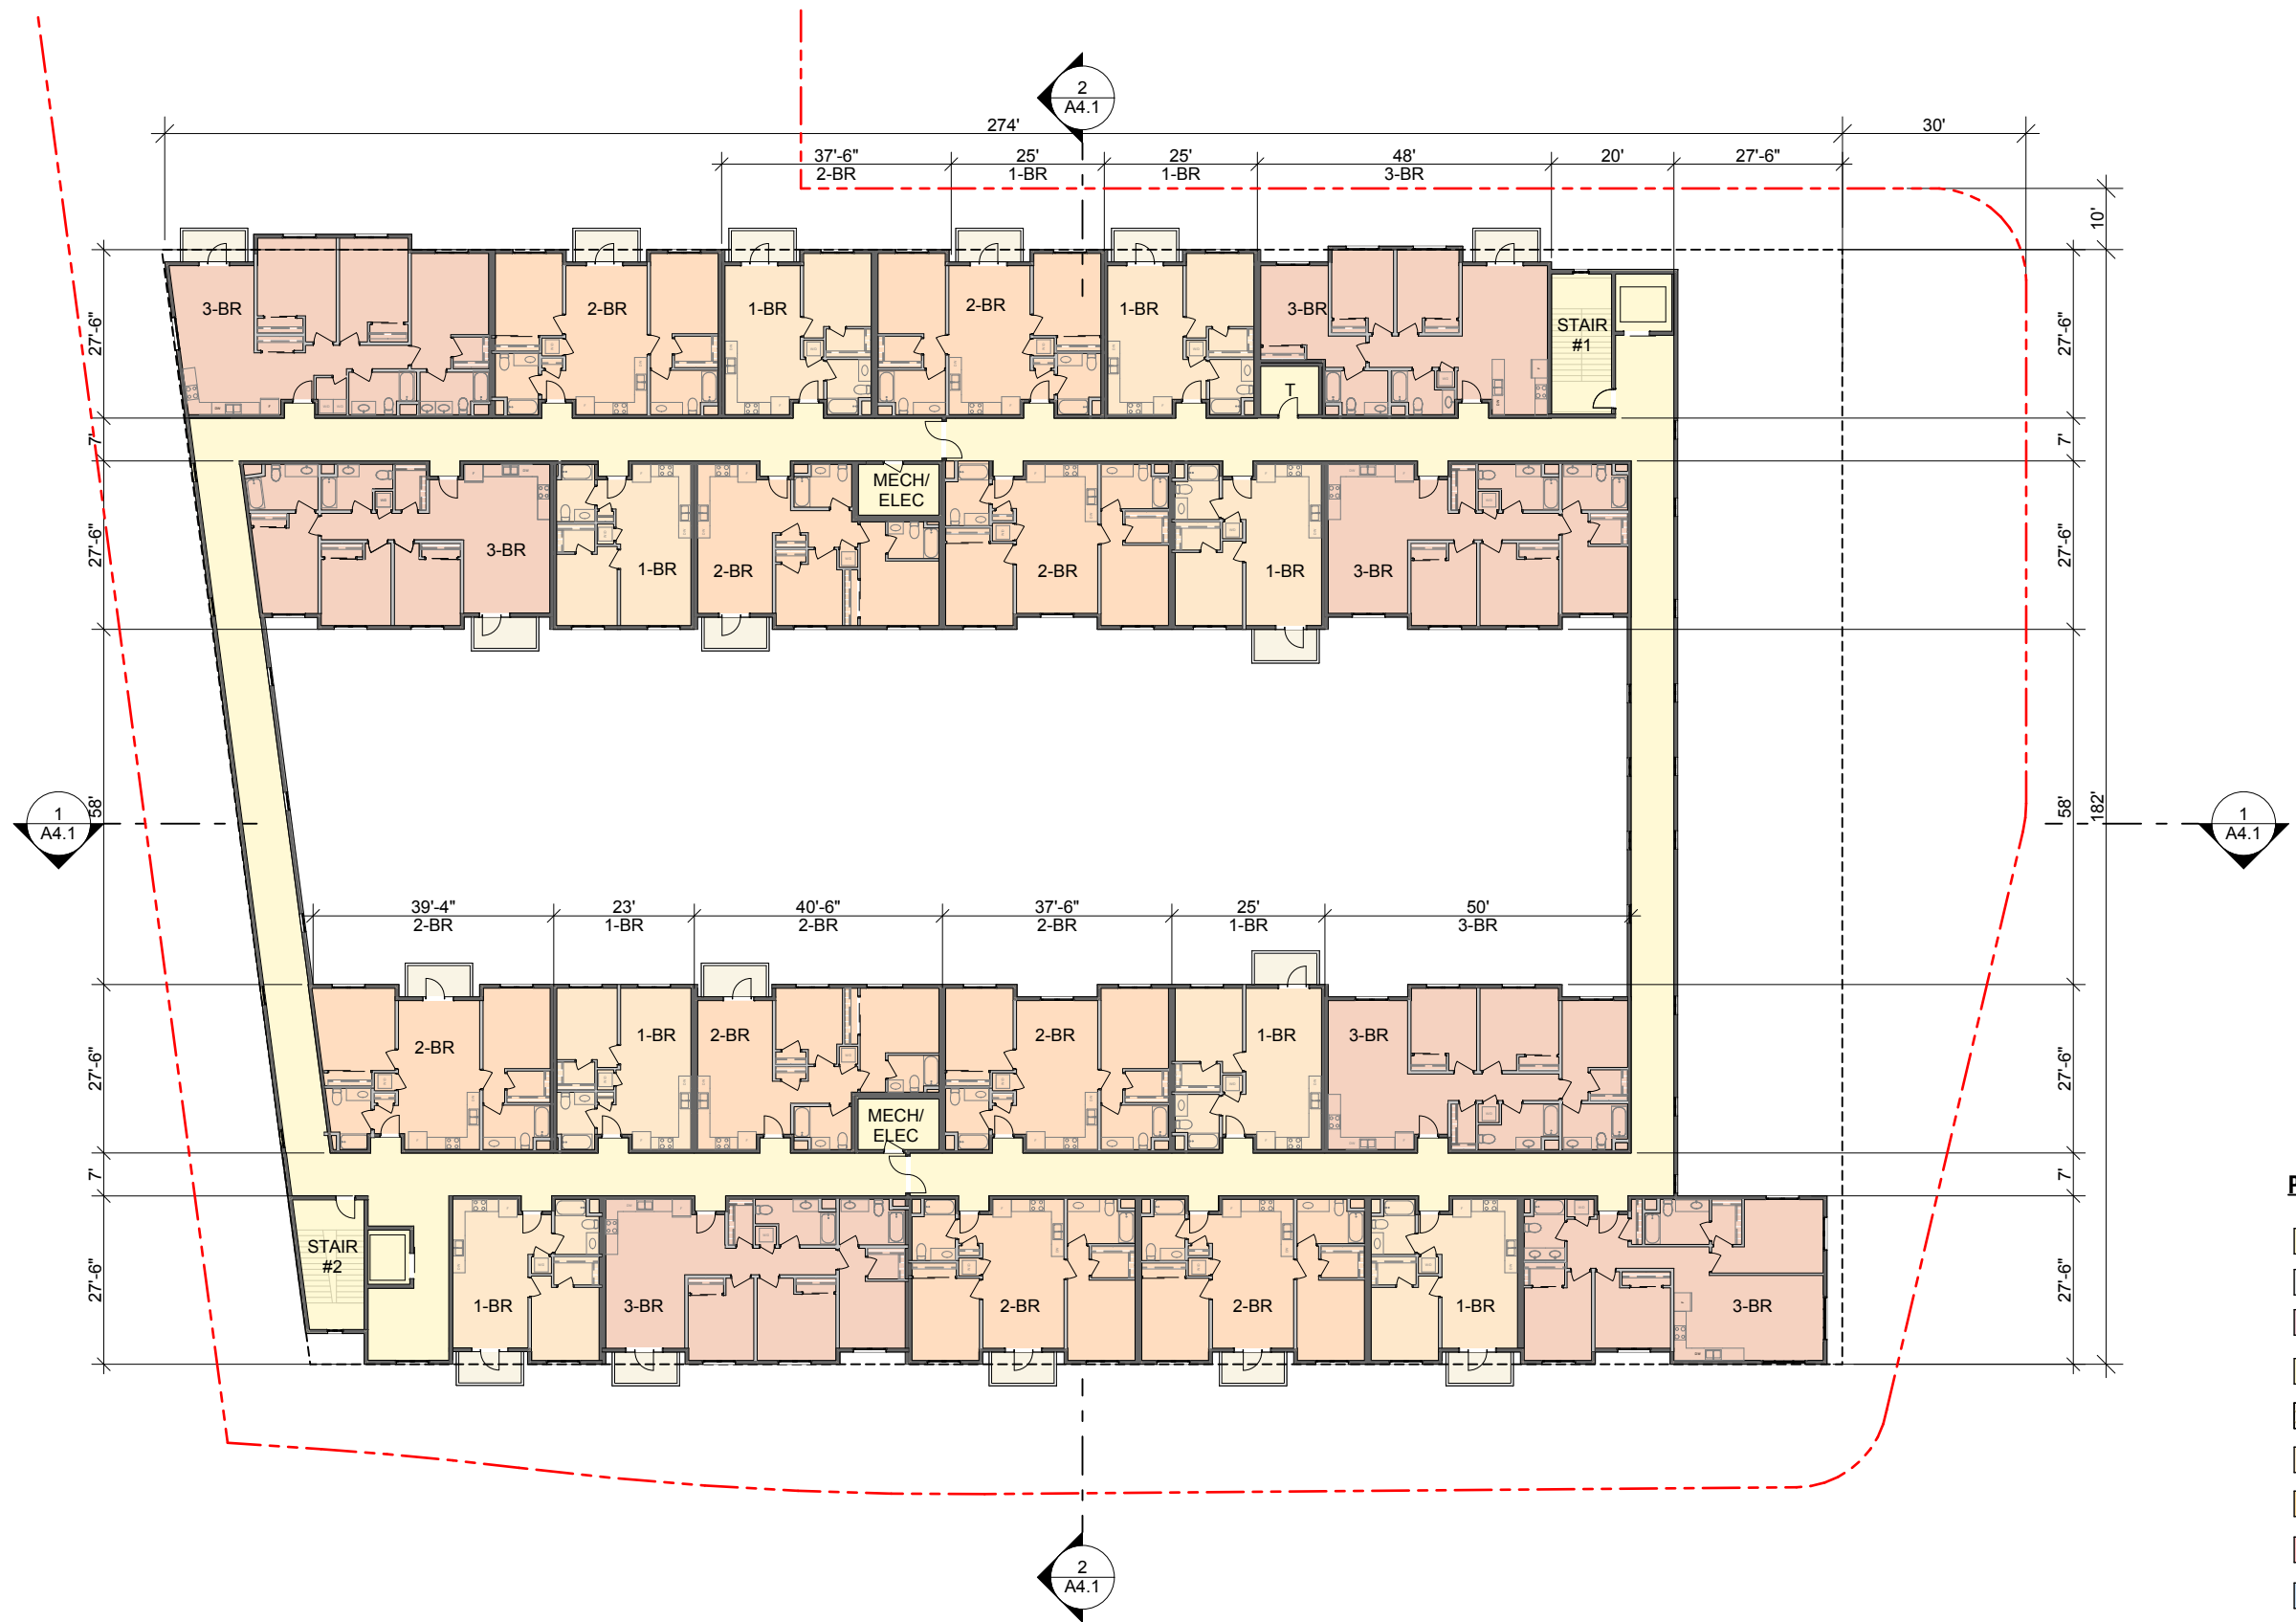 2
A4.1
274'
30'
37'-6"
25'
25'
48'
20'
27'-6"
2-BR
1-BR
1-BR
3-BR
10'
3-BR
2-BR
1-BR
2-BR
1-BR
3-BR
STAIR
#1
T
27'-6"
27'-6"
7'
7'
MECH/
ELEC
3-BR
1-BR
2-BR
2-BR
1-BR
3-BR
27'-6"
27'-6"
1
A4.1
58'
58'
182'
1
A4.1
39'-4"
23'
40'-6"
37'-6"
25'
50'
2-BR
1-BR
2-BR
2-BR
1-BR
3-BR
2-BR
1-BR
2-BR
2-BR
1-BR
3-BR
27'-6"
27'-6"
MECH/
ELEC
7'
7'
STAIR
#2
1-BR
3-BR
2-BR
2-BR
1-BR
3-BR
27'-6"
27'-6"
2
A4.1